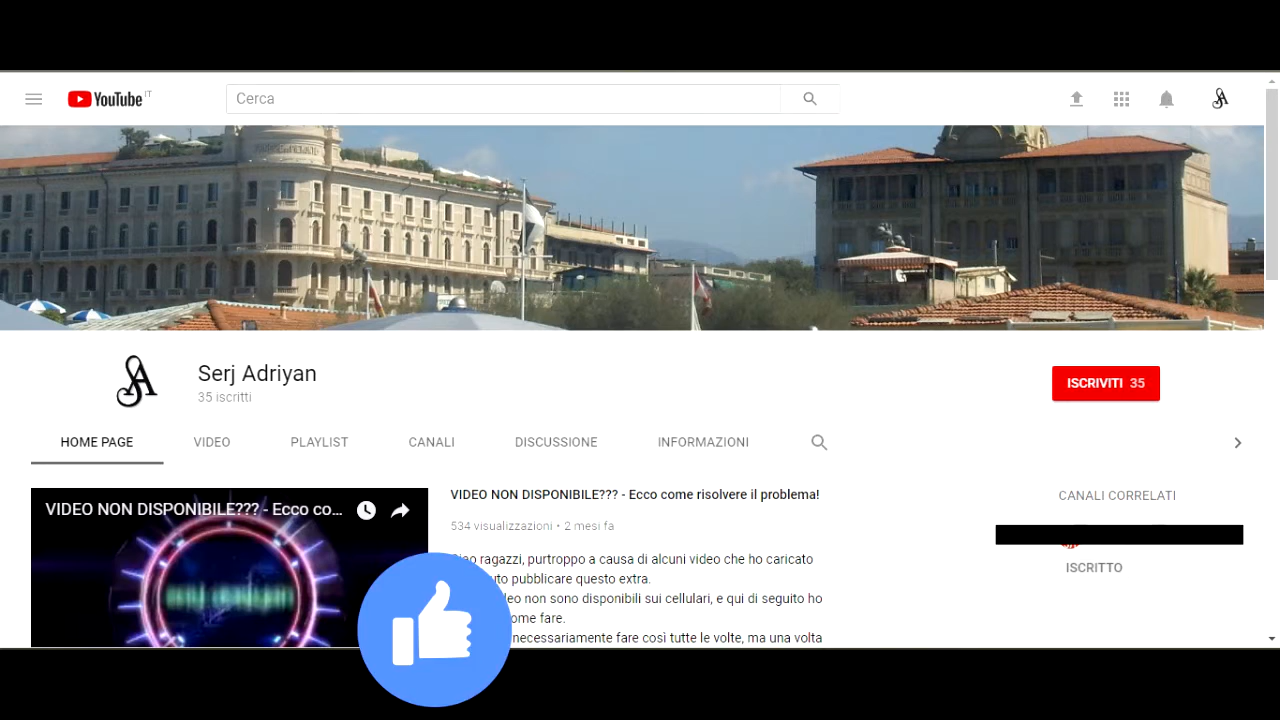 YouTube IT
Cerca
Serj Adriyan
35 iscritti
ISCRIVITI 35
HOME PAGE
VIDEO
PLAYLIST
CANALI
DISCUSSIONE
INFORMAZIONI
VIDEO NON DISPONIBILE??? - Ecco co...
VIDEO NON DISPONIBILE??? - Ecco come risolvere il problema!
534 visualizzazioni • 2 mesi fa
ragazzi, purtroppo a causa di alcuni video che ho caricato
pubblicare questo extra.
non sono disponibili sui cellulari, e qui di seguito ho
come fare.
necessariamente fare così tutte le volte, ma una volta
CANALI CORRELATI
ISCRITTO